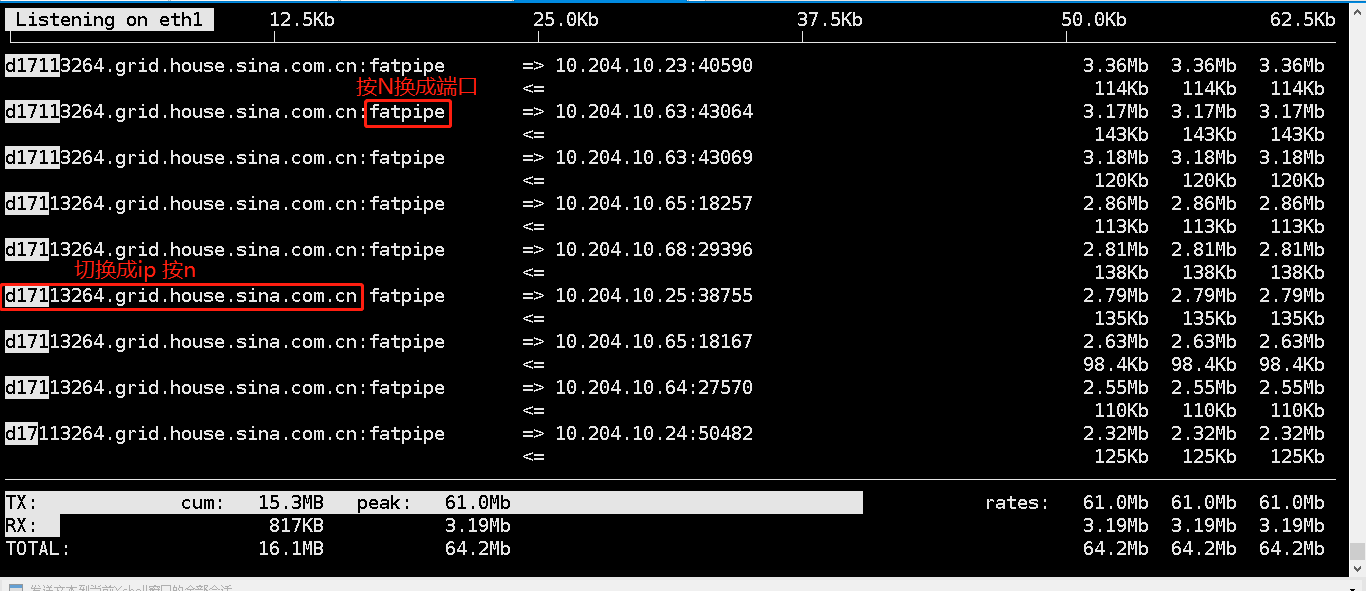 Listening on eth1 12.5Kb 25.0Kb 37.5Kb 50.0Kb 62.5Kb
d17113264.grid.house.sina.com.cn:fatpipe => 10.204.10.23:40590 3.36Mb 3.36Mb 3.36Mb
按N换成端口
<= 114Kb 114Kb 114Kb
d17113264.grid.house.sina.com.cn:fatpipe => 10.204.10.63:43064 3.17Mb 3.17Mb 3.17Mb
<= 143Kb 143Kb 143Kb
d17113264.grid.house.sina.com.cn:fatpipe => 10.204.10.63:43069 3.18Mb 3.18Mb 3.18Mb
<= 120Kb 120Kb 120Kb
d17113264.grid.house.sina.com.cn:fatpipe => 10.204.10.65:18257 2.86Mb 2.86Mb 2.86Mb
<= 113Kb 113Kb 113Kb
d17113264.grid.house.sina.com.cn:fatpipe => 10.204.10.68:29396 2.81Mb 2.81Mb 2.81Mb
切换成ip 按n
<= 138Kb 138Kb 138Kb
d17113264.grid.house.sina.com.cn fatpipe => 10.204.10.25:38755 2.79Mb 2.79Mb 2.79Mb
<= 135Kb 135Kb 135Kb
d17113264.grid.house.sina.com.cn:fatpipe => 10.204.10.65:18167 2.63Mb 2.63Mb 2.63Mb
<= 98.4Kb 98.4Kb 98.4Kb
d17113264.grid.house.sina.com.cn:fatpipe => 10.204.10.64:27570 2.55Mb 2.55Mb 2.55Mb
<= 110Kb 110Kb 110Kb
d17113264.grid.house.sina.com.cn:fatpipe => 10.204.10.24:50482 2.32Mb 2.32Mb 2.32Mb
<= 125Kb 125Kb 125Kb
TX: cum: 15.3MB peak: 61.0Mb rates: 61.0Mb 61.0Mb 61.0Mb
RX: 817KB 3.19Mb 3.19Mb 3.19Mb 3.19Mb
TOTAL: 16.1MB 64.2Mb 64.2Mb 64.2Mb 64.2Mb